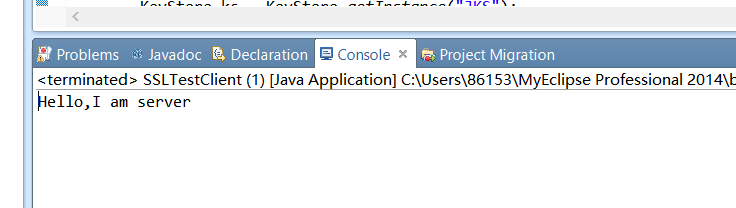 KeyStore ks = KeyStore.getInstance("JKS");
Problems Javadoc Declaration Console Project Migration
<terminated> SSLTestClient (1) [Java Application] C:\Users\86153\MyEclipse Professional 2014\b
Hello,I am server